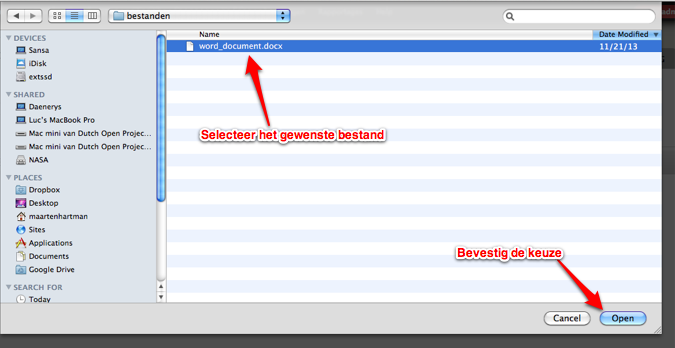 bestanden
Name
Date Modified
DEVICES
Sansa
iDisk
extssd
SHARED
Daenerys
Luc's MacBook Pro
Mac mini van Dutch Open Projec...
Mac mini van Dutch Open Projec...
NASA
PLACES
Dropbox
Desktop
maartenhartman
Sites
Applications
Documents
Google Drive
SEARCH FOR
Today
word_document.docx
11/21/13
Selecteer het gewenste bestand
Bevestig de keuze
Cancel
Open